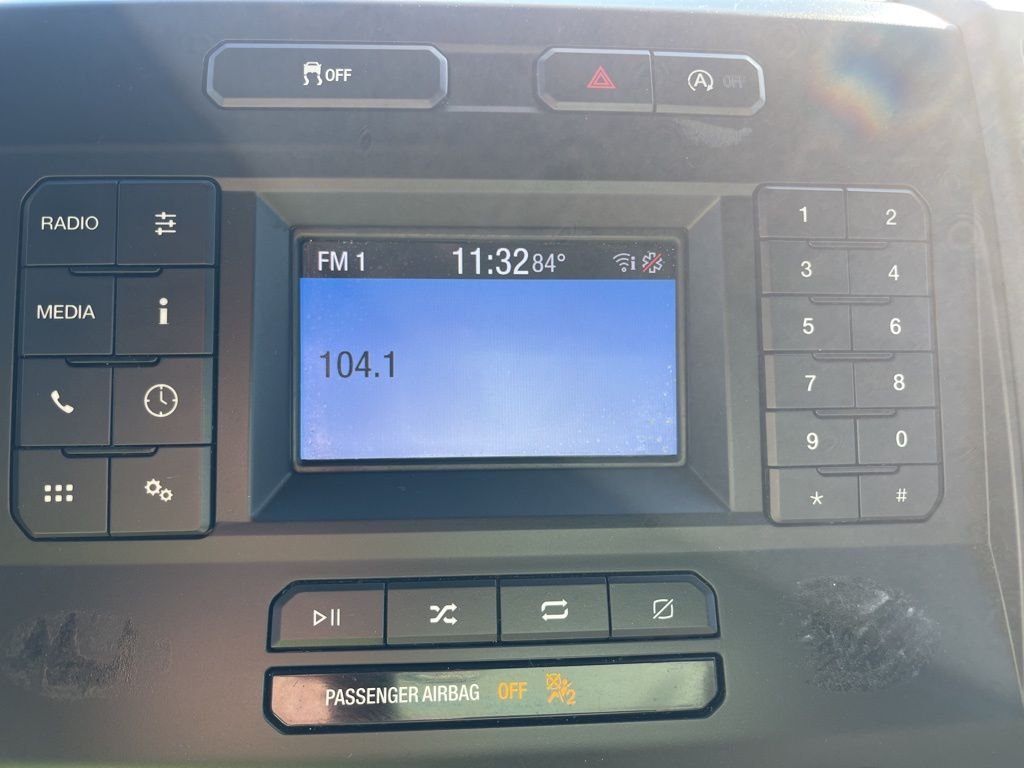 OFF
A OFF
RADIO
MEDIA
i
FM 1 11:32 84° i
104.1
1 2
3 4
5 6
7 8
9 0
* #
PASSENGER AIRBAG OFF 2